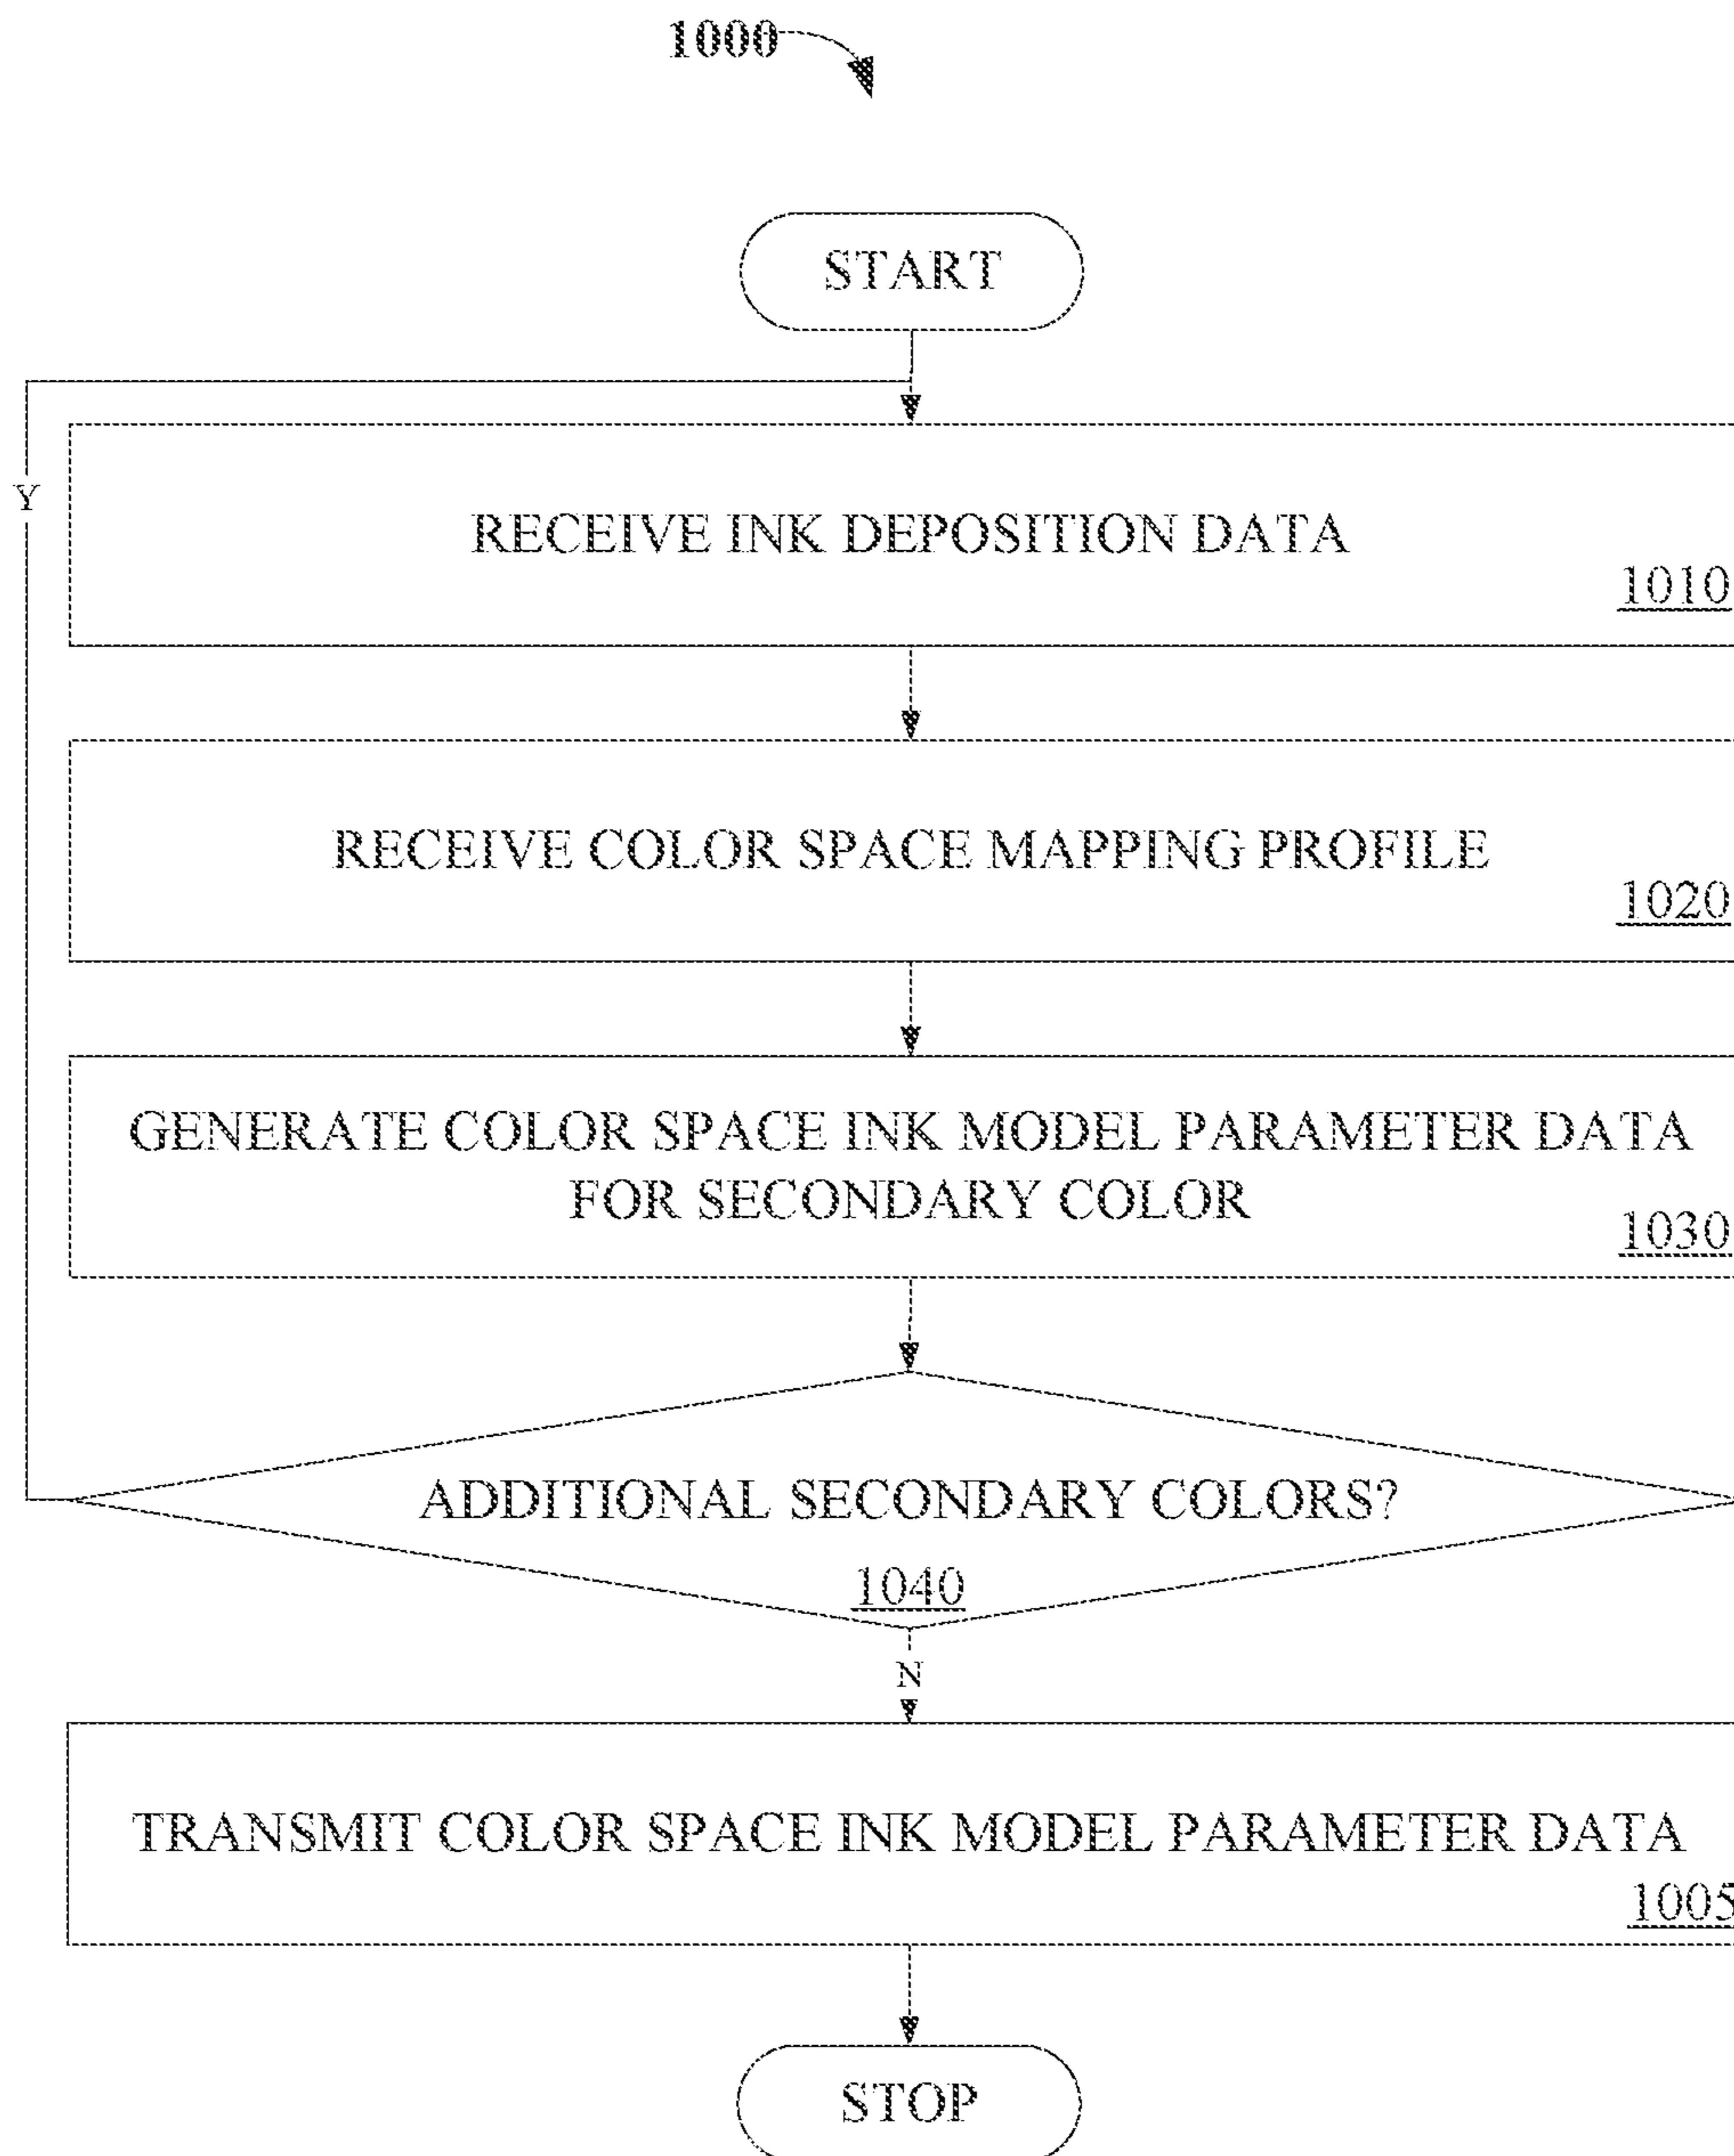 1000
START
Y
RECEIVE INK DEPOSITION DATA
1010
RECEIVE COLOR SPACE MAPPING PROFILE
1020
GENERATE COLOR SPACE INK MODEL PARAMETER DATA
FOR SECONDARY COLOR
1030
ADDITIONAL SECONDARY COLORS?
1040
N
TRANSMIT COLOR SPACE INK MODEL PARAMETER DATA
1005
STOP